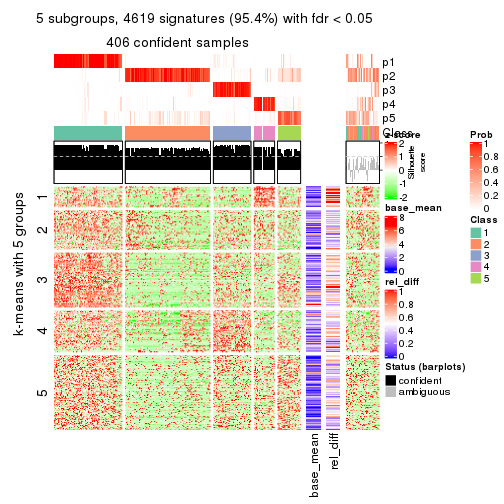 5 subgroups, 4619 signatures (95.4%) with fdr < 0.05
406 confident samples
p1
p2
p3
p4
p5
Class
Silhouette
score
k-means with 5 groups
1
2
3
4
5
base_mean
rel_diff
z-score
2
1
0
-1
-2
base_mean
8
6
4
2
0
rel_diff
1
0.8
0.6
0.4
0.2
0
Status (barplots)
confident
ambiguous
Prob
1
0.8
0.6
0.4
0.2
0
Class
1
2
3
4
5